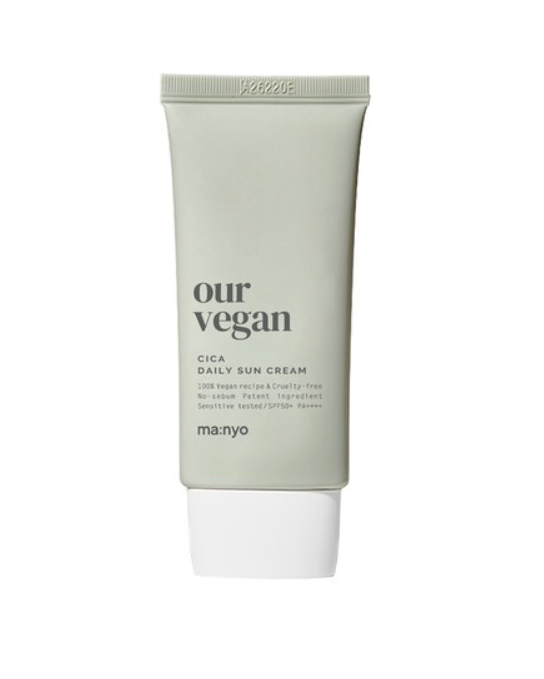 our
vegan
CICA
DAILY SUN CREAM
100% Vegan recipe & Cruelty-free
No-sebum Patent ingredient
Sensitive tested/SPF50+ PA++++
ma:nyo